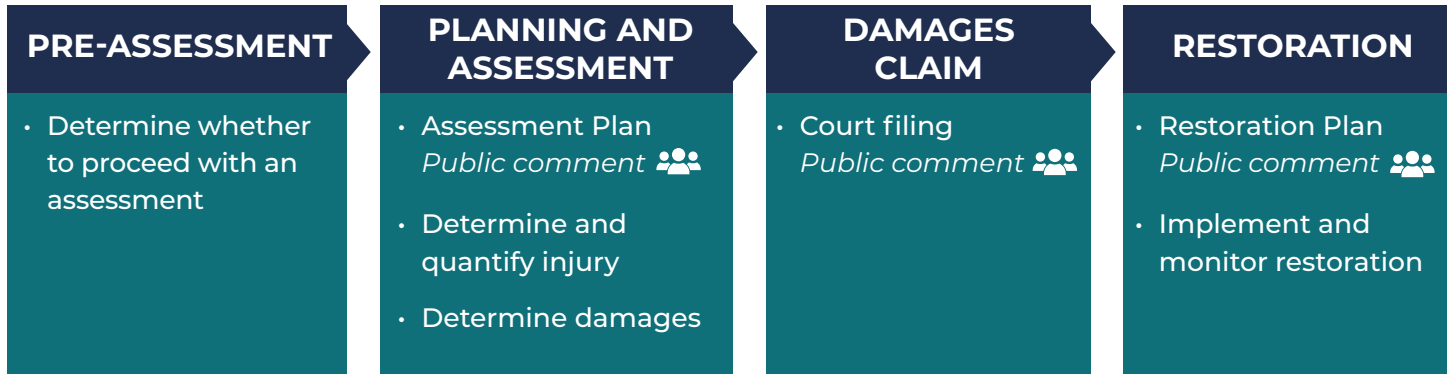 PRE-ASSESSMENT
• Determine whether
to proceed with an
assessment
PLANNING AND
ASSESSMENT
• Assessment Plan
Public comment
• Determine and
quantify injury
• Determine damages
DAMAGES
CLAIM
• Court filing
Public comment
RESTORATION
• Restoration Plan
Public comment
• Implement and
monitor restoration